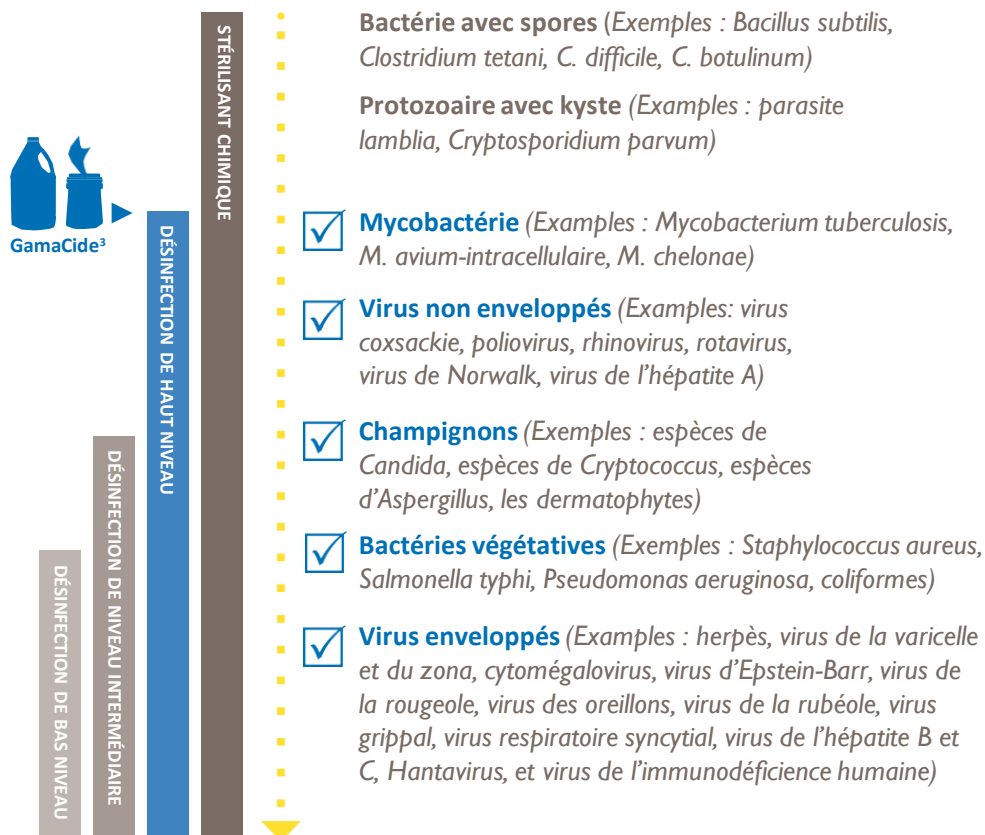 Bactérie avec spores (Exemples : Bacillus subtilis,
Clostridium tetani, C. difficile, C. botulinum)
Protozoaire avec kyste (Examples : parasite
lamblia, Cryptosporidium parvum)
Mycobactérie (Examples : Mycobacterium tuberculosis,
M. avium-intracellulaire, M. chelonae)
Virus non enveloppés (Examples: virus
coxsackie, poliovirus, rhinovirus, rotavirus,
virus de Norwalk, virus de l’hépatite A)
Champignons (Exemples : espèces de
Candida, espèces de Cryptococcus, espèces
d’Aspergillus, les dermatophytes)
Bactéries végétatives (Exemples : Staphylococcus aureus,
Salmonella typhi, Pseudomonas aeruginosa, coliformes)
Virus enveloppés (Examples : herpès, virus de la varicelle
et du zona, cytomégalovirus, virus d’Epstein-Barr, virus de
la rougeole, virus des oreillons, virus de la rubéole, virus
grippal, virus respiratoire syncytial, virus de l’hépatite B et
C, Hantavirus, et virus de l’immunodéficience humaine)
GamaCide³
DÉSINFECTION DE BAS NIVEAU
DÉSINFECTION DE NIVEAU INTERMÉDIAIRE
DÉSINFECTION DE HAUT NIVEAU
STÉRILISANT CHIMIQUE